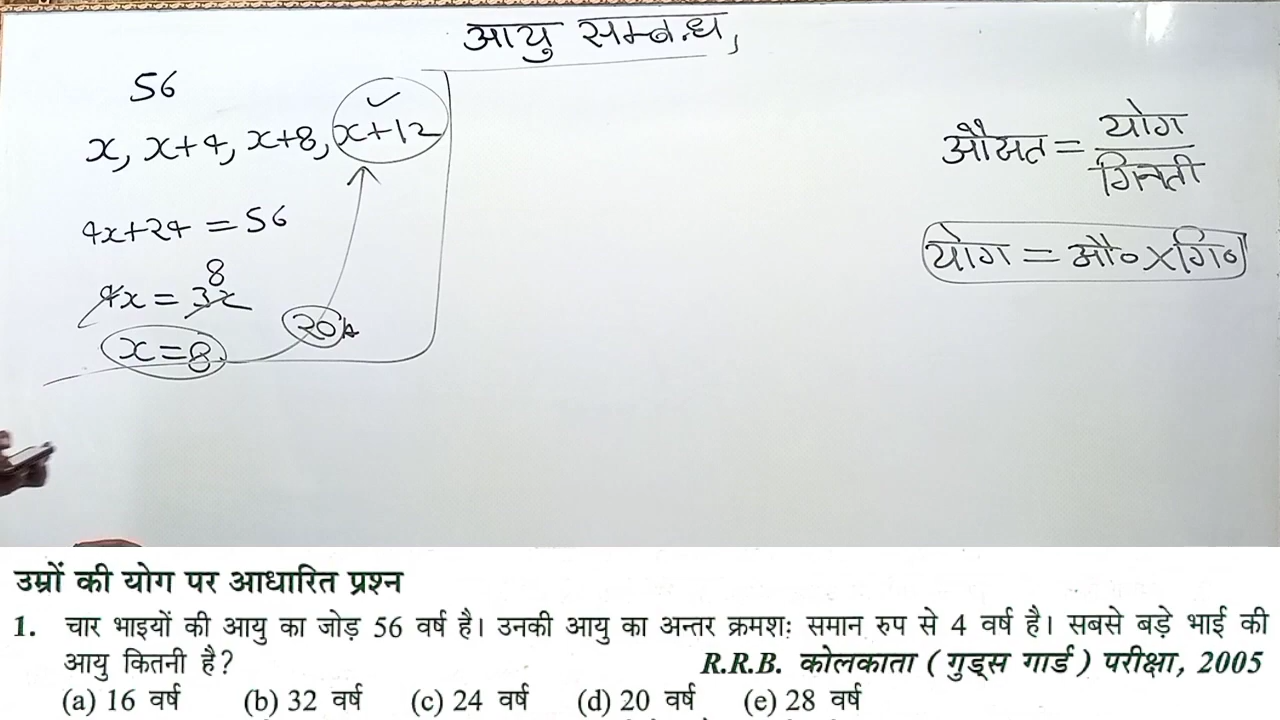 आयु सम्बन्ध,
56
x, x+4, x+8, x+12
4x+24 = 56
8
4x = 32
x = 8
20
औसत = योग / गिनती
योग = औ० × गि०
उम्रों की योग पर आधारित प्रश्न
1. चार भाइयों की आयु का जोड़ 56 वर्ष है। उनकी आयु का अन्तर क्रमशः समान रुप से 4 वर्ष है। सबसे बड़े भाई की
आयु कितनी है? R.R.B. कोलकाता ( गुड्स गार्ड ) परीक्षा, 2005
(a) 16 वर्ष (b) 32 वर्ष (c) 24 वर्ष (d) 20 वर्ष (e) 28 वर्ष